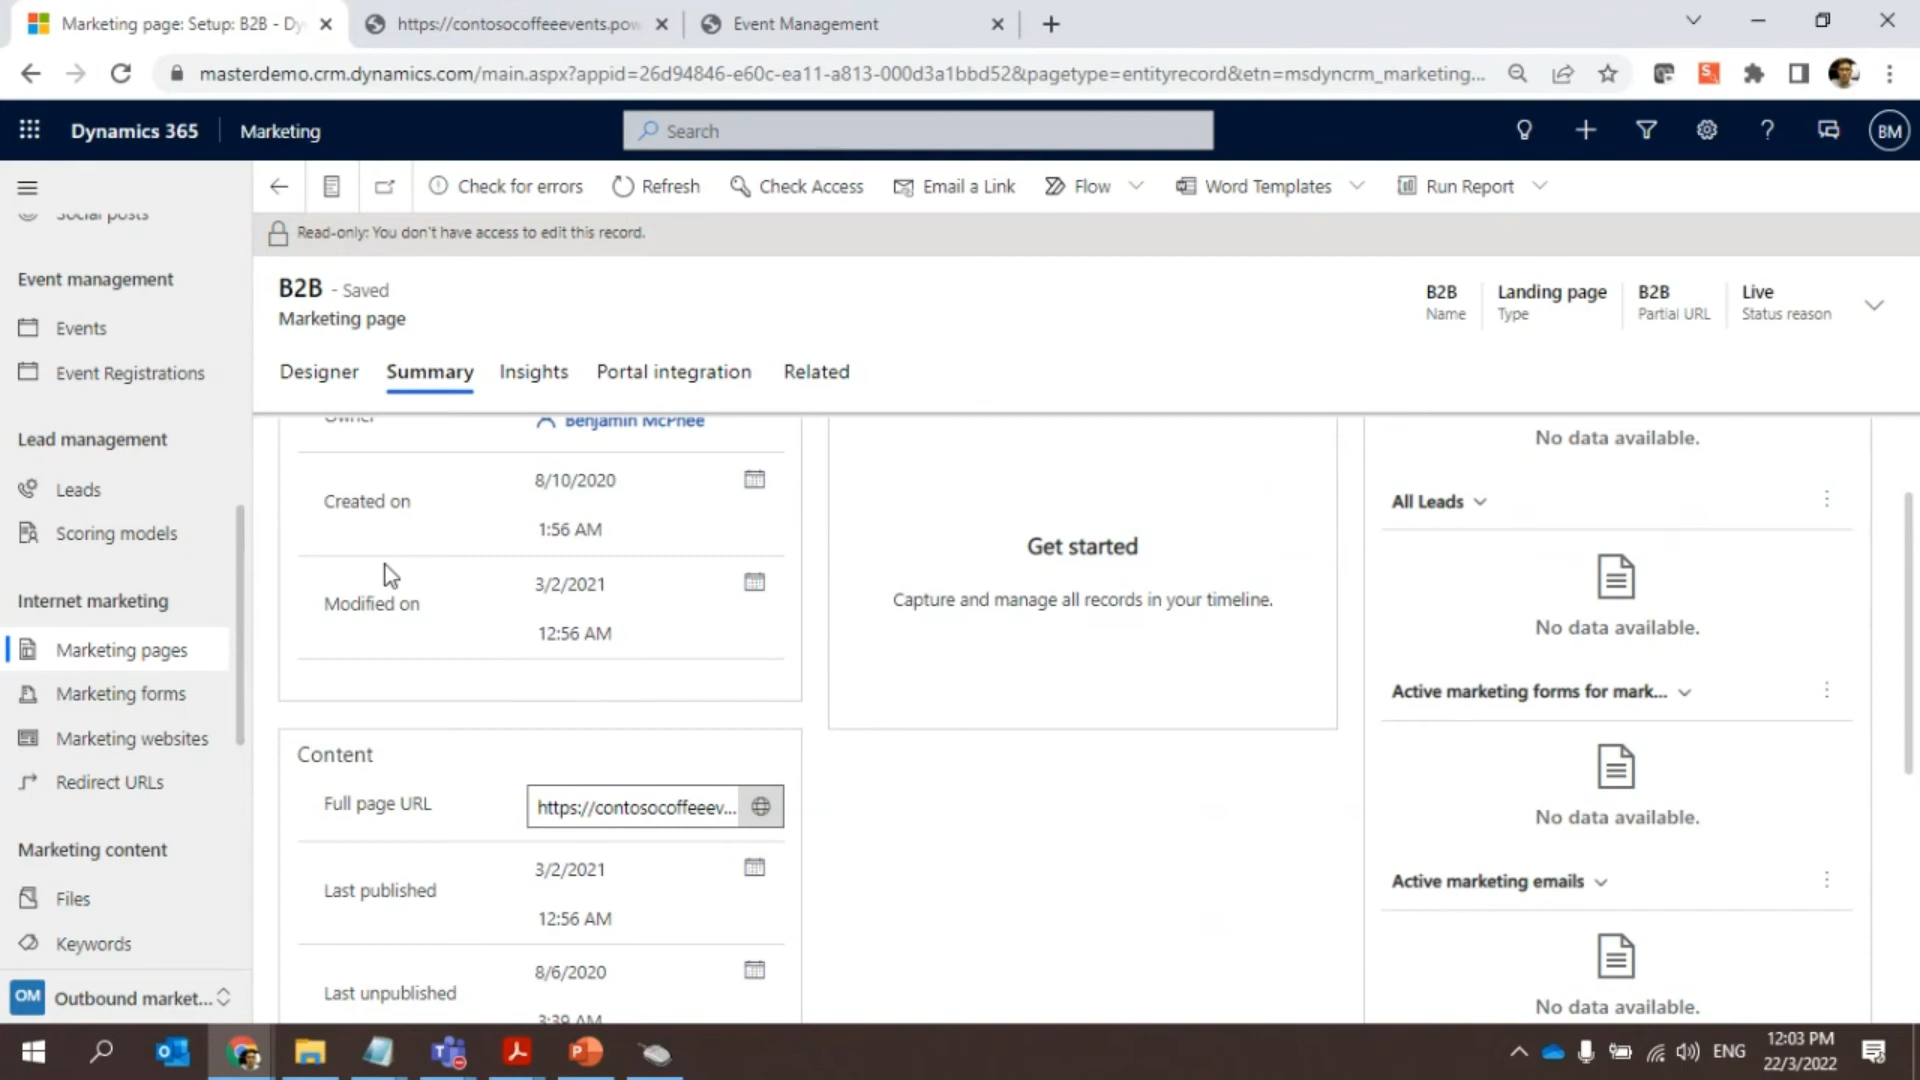 Marketing page: Setup: B2B - Dy
https://contosocoffeeevents.pow
Event Management
masterdemo.crm.dynamics.com/main.aspx?appid=26d94846-e60c-ea11-a813-000d3a1bbd52&pagetype=entityrecord&etn=msdyncrm_marketing...
Dynamics 365
Marketing
Search
BM
Check for errors
Refresh
Check Access
Email a Link
Flow
Word Templates
Run Report
Social posts
Event management
Events
Event Registrations
Lead management
Leads
Scoring models
Internet marketing
Marketing pages
Marketing forms
Marketing websites
Redirect URLs
Marketing content
Files
Keywords
OM Outbound market...
Read-only: You don't have access to edit this record.
B2B - Saved
Marketing page
B2B
Name
Landing page
Type
B2B
Partial URL
Live
Status reason
Designer
Summary
Insights
Portal integration
Related
Owner
Benjamin McPhee
Created on
8/10/2020
1:56 AM
Modified on
3/2/2021
12:56 AM
Content
Full page URL
https://contosocoffeeev...
Last published
3/2/2021
12:56 AM
Last unpublished
8/6/2020
3:39 AM
Get started
Capture and manage all records in your timeline.
No data available.
All Leads
No data available.
Active marketing forms for mark...
No data available.
Active marketing emails
No data available.
ENG
12:03 PM
22/3/2022